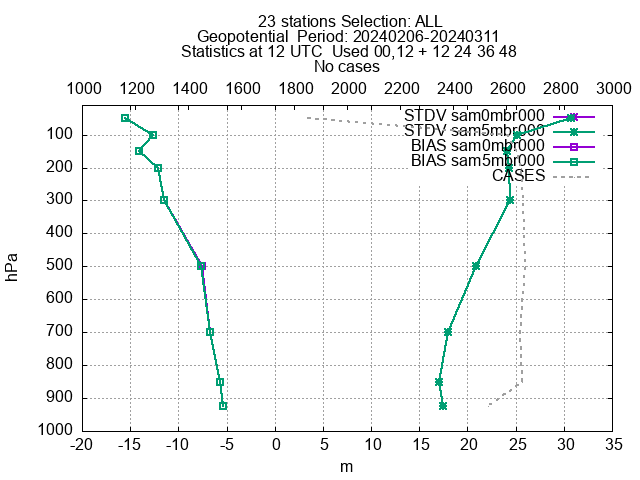 23 stations Selection: ALL
Geopotential  Period: 20240206-20240311
Statistics at 12 UTC  Used 00,12 + 12 24 36 48
No cases
1000 1200 1400 1600 1800 2000 2200 2400 2600 2800 3000
STDV sam0mbr000
STDV sam5mbr000
BIAS sam0mbr000
BIAS sam5mbr000
CASES
100
200
300
400
500
600
700
800
900
1000
hPa
-20 -15 -10 -5 0 5 10 15 20 25 30 35
m